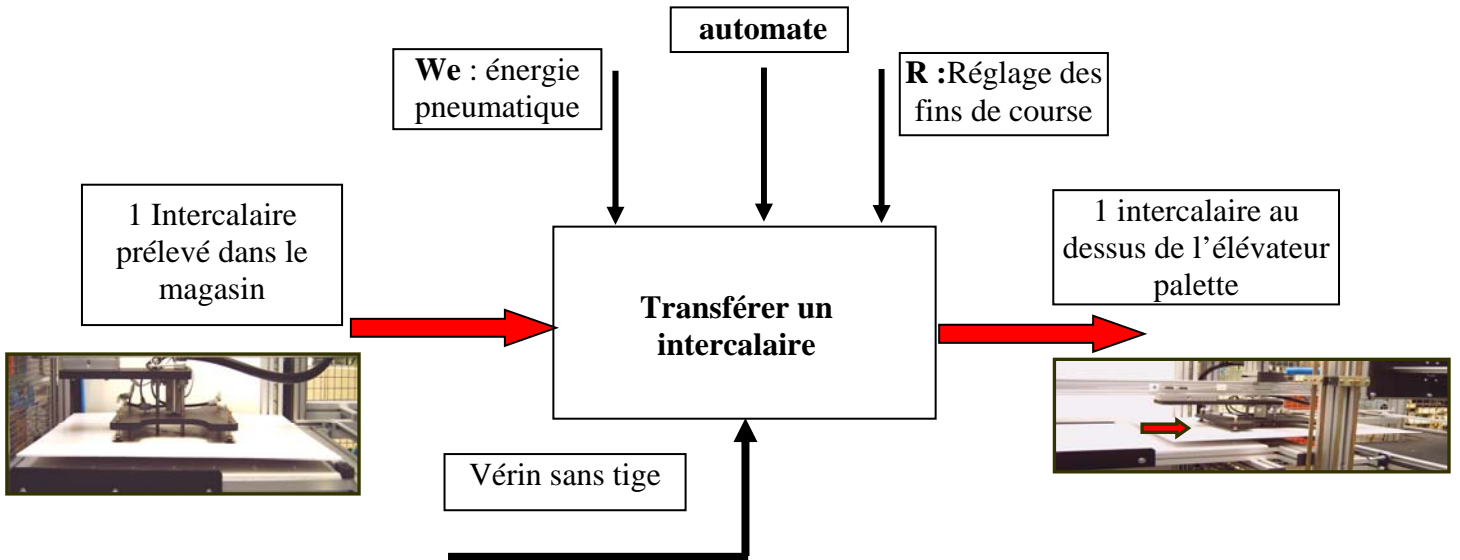 automate
We : énergie
pneumatique
R :Réglage des
fins de course
1 Intercalaire
prélevé dans le
magasin
1 intercalaire au
dessus de l’élévateur
palette
Transférer un
intercalaire
Vérin sans tige